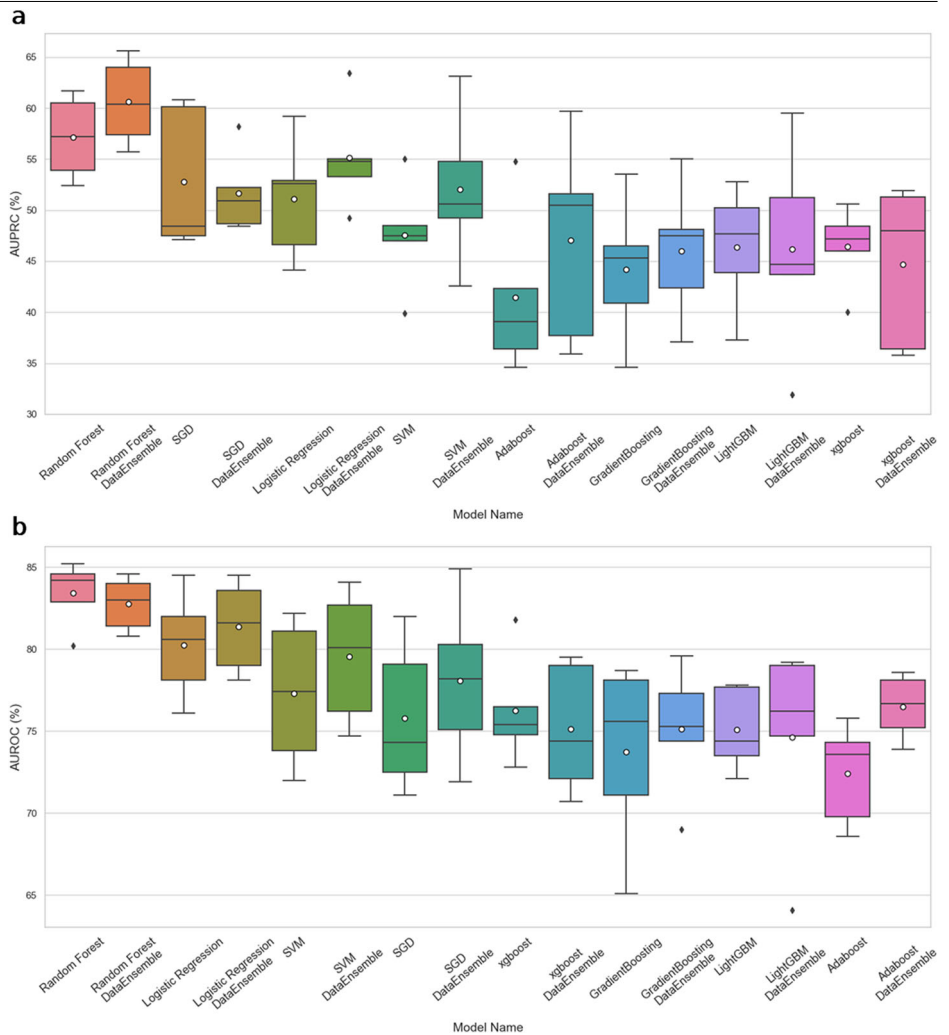 a
65
60
55
50
45
40
35
30
AUPRC (%)
Random Forest
Random Forest
DataEnsemble
SGD
SGD
DataEnsemble
Logistic Regression
Logistic Regression
DataEnsemble
SVM
SVM
DataEnsemble
Adaboost
Adaboost
DataEnsemble
GradientBoosting
GradientBoosting
DataEnsemble
LightGBM
LightGBM
DataEnsemble
xgboost
xgboost
DataEnsemble
Model Name
b
85
80
75
70
65
AUROC (%)
Random Forest
Random Forest
DataEnsemble
Logistic Regression
Logistic Regression
DataEnsemble
SVM
SVM
DataEnsemble
SGD
SGD
DataEnsemble
xgboost
xgboost
DataEnsemble
GradientBoosting
GradientBoosting
DataEnsemble
LightGBM
LightGBM
DataEnsemble
Adaboost
Adaboost
DataEnsemble
Model Name